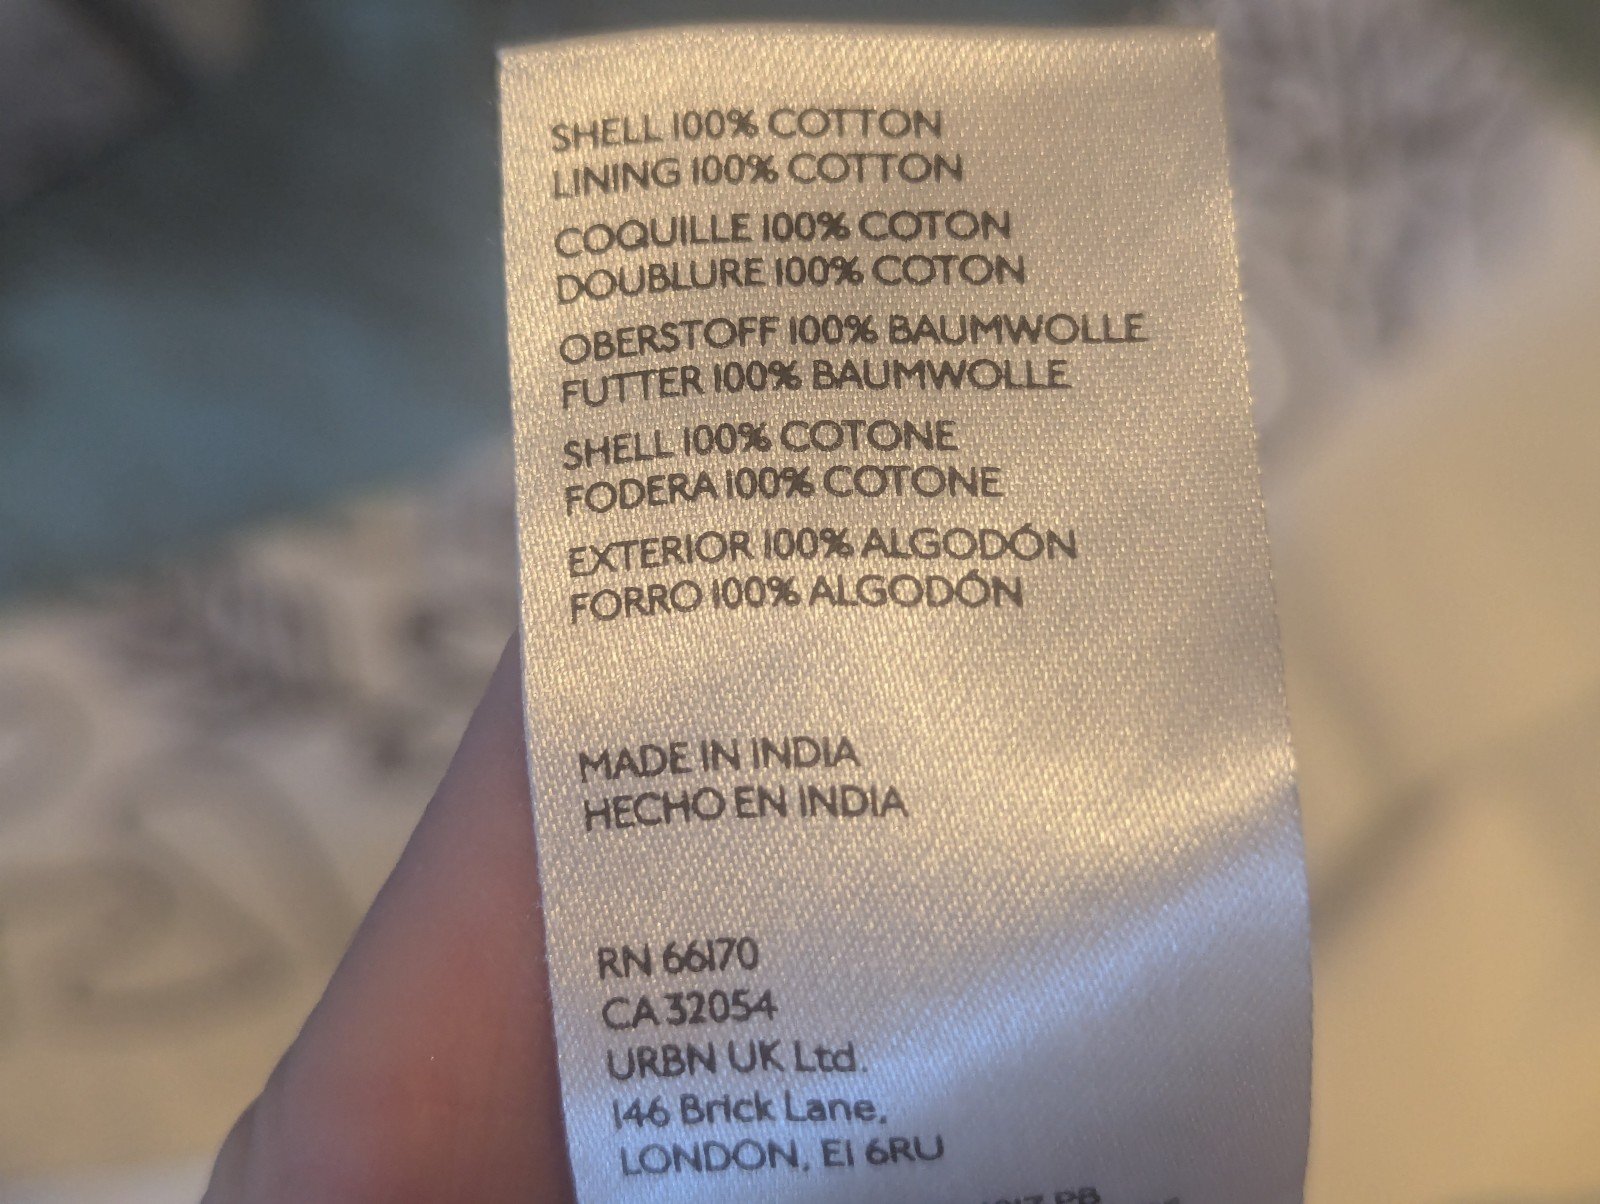 SHELL 100% COTTON
LINING 100% COTTON
COQUILLE 100% COTON
DOUBLURE 100% COTON
OBERSTOFF 100% BAUMWOLLE
FUTTER 100% BAUMWOLLE
SHELL 100% COTONE
FODERA 100% COTONE
EXTERIOR 100% ALGODÓN
FORRO 100% ALGODÓN
MADE IN INDIA
HECHO EN INDIA
RN 66170
CA 32054
URBN UK Ltd.
146 Brick Lane,
LONDON, E1 6RU